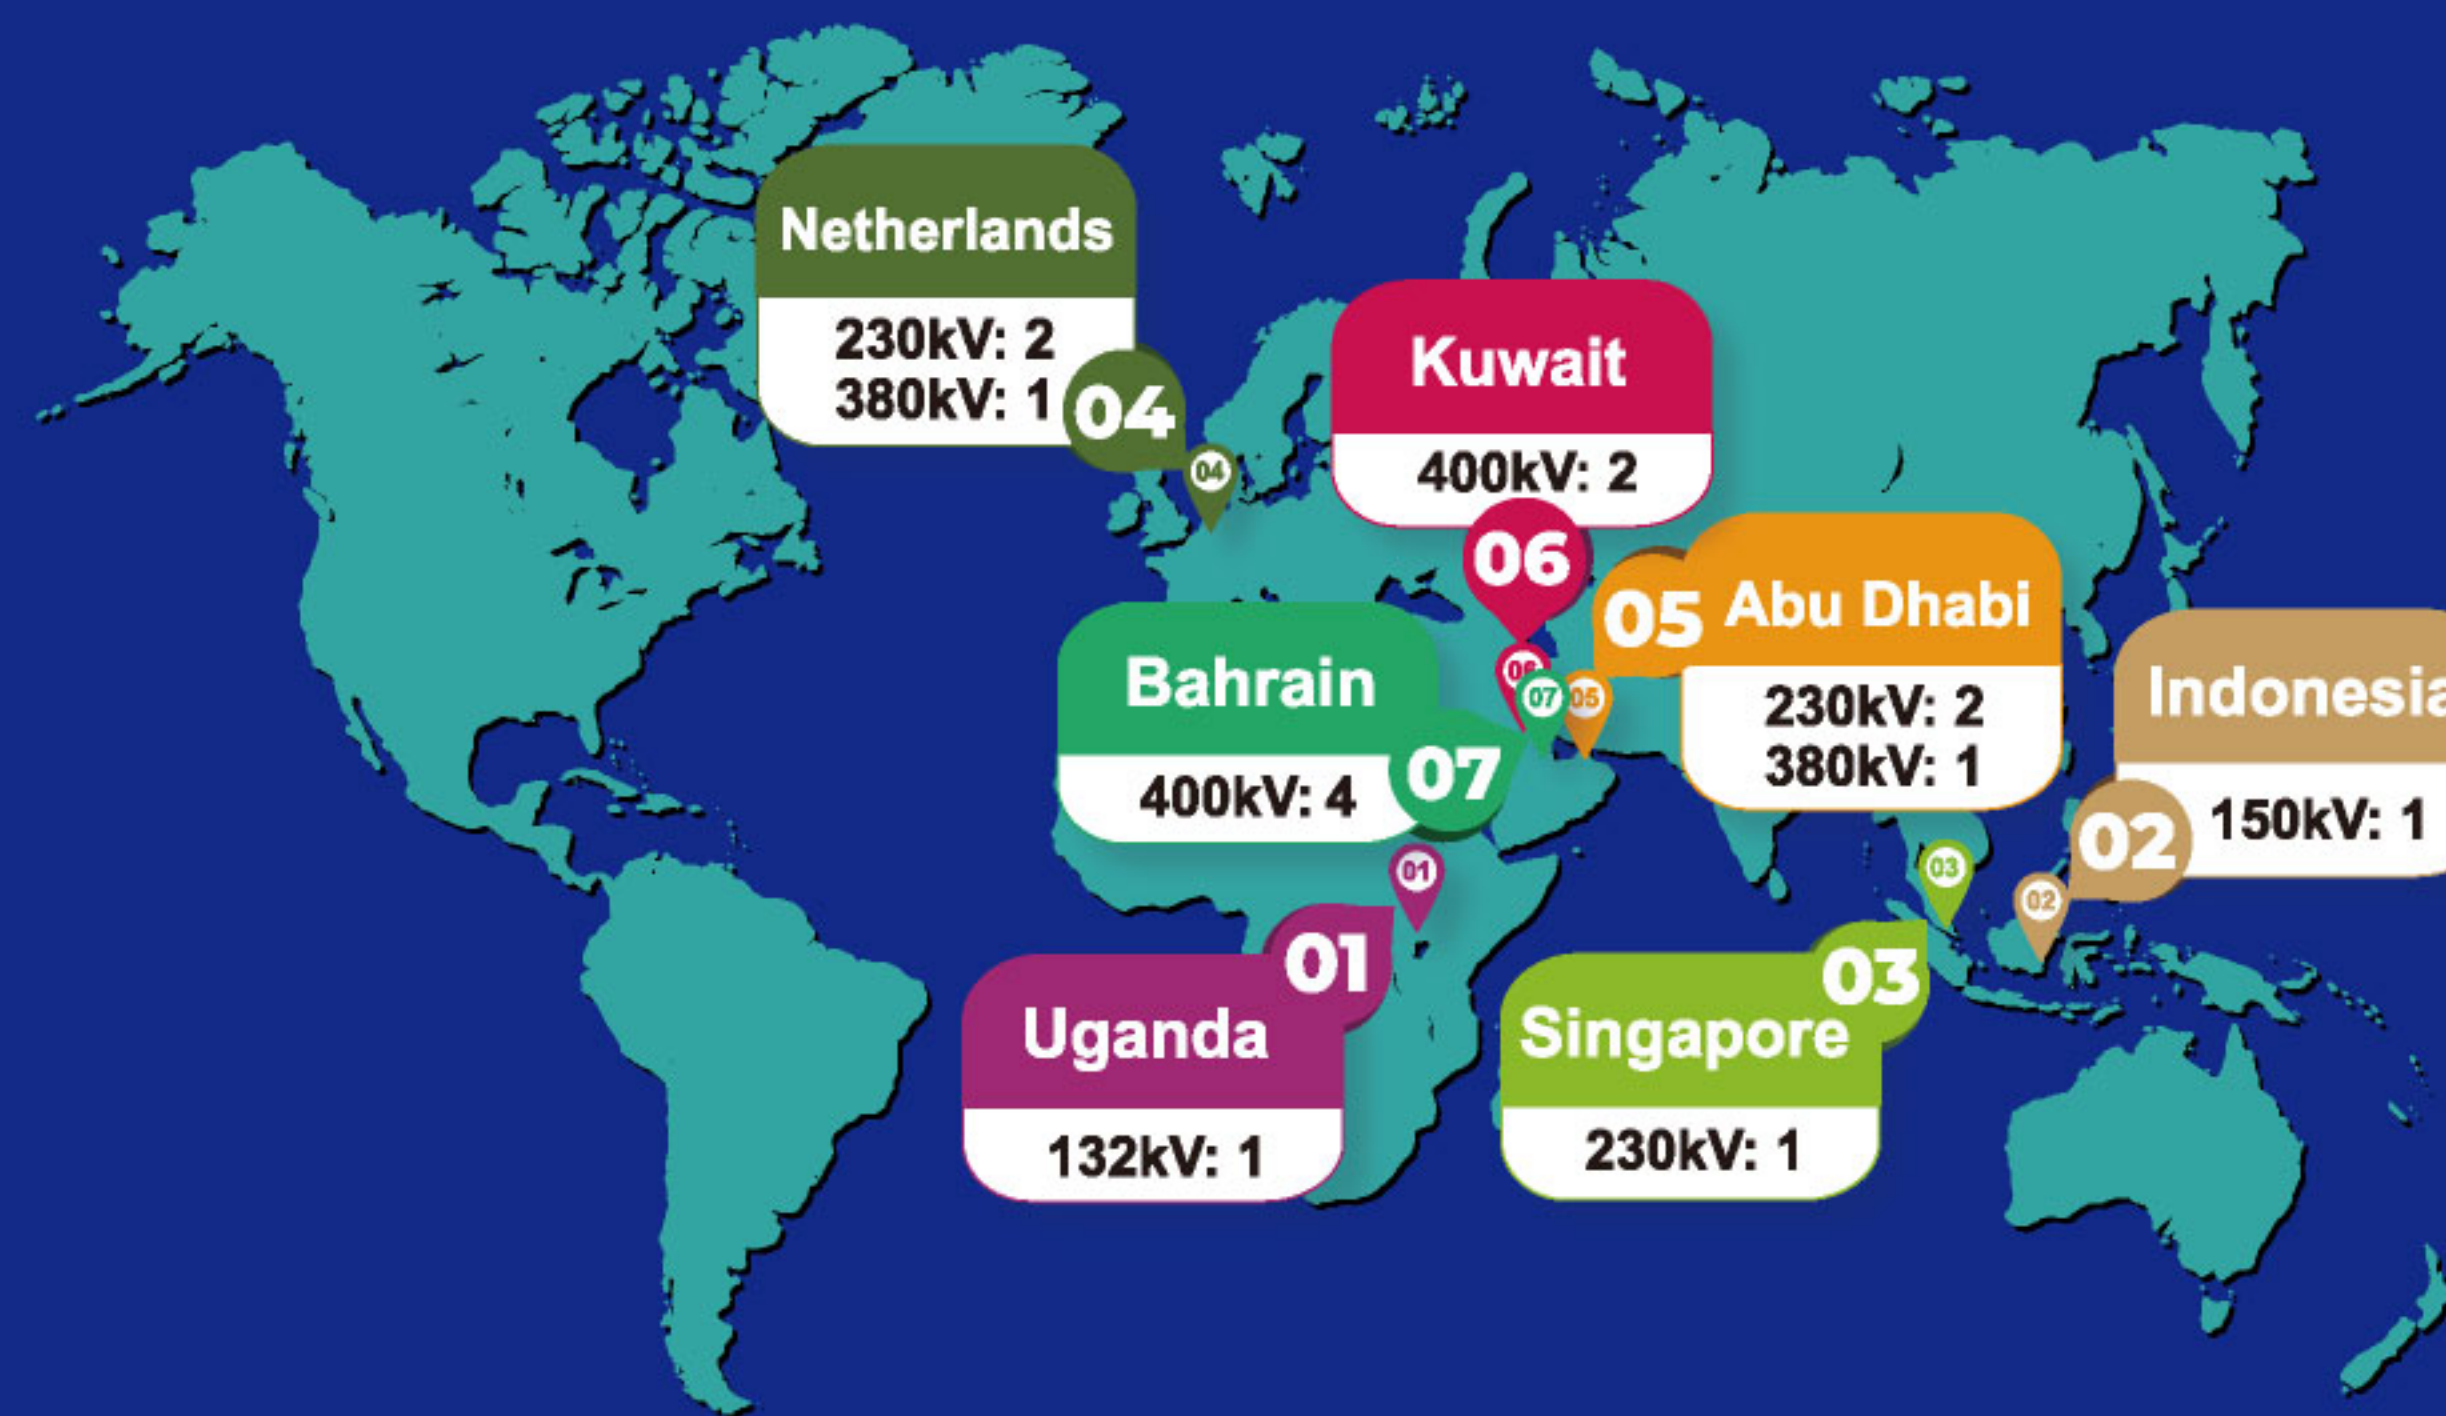 Netherlands
230kV: 2
380kV: 1
04
04
Kuwait
400kV: 2
06
06
05 Abu Dhabi
230kV: 2
380kV: 1
07
05
Bahrain
400kV: 4
07
Indonesia
150kV: 1
02
02
03
01
01
Uganda
132kV: 1
03
Singapore
230kV: 1